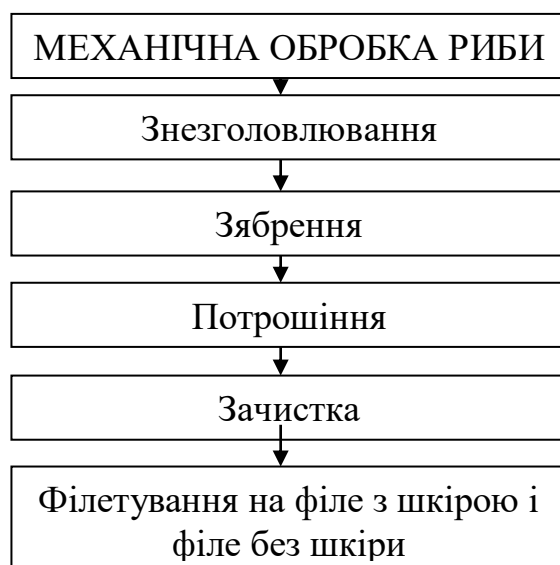 МЕХАНІЧНА ОБРОБКА РИБИ
Знезголовлювання
Зябрення
Потрошіння
Зачистка
Філетування на філе з шкірою і
філе без шкіри